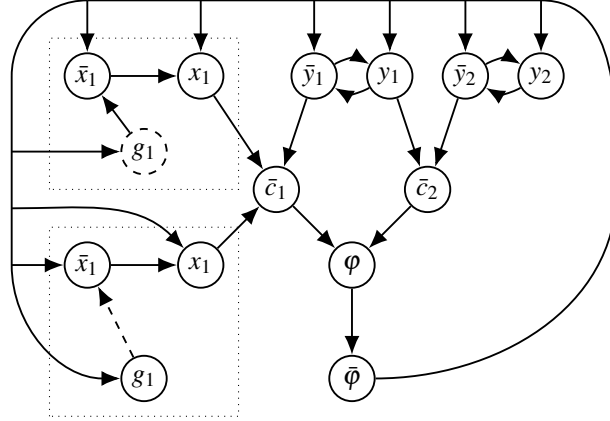 x̄₁ x₁ ȳ₁ y₁ ȳ₂ y₂
g₁
c̄₁ c̄₂
x̄₁ x₁ φ
g₁ φ̄